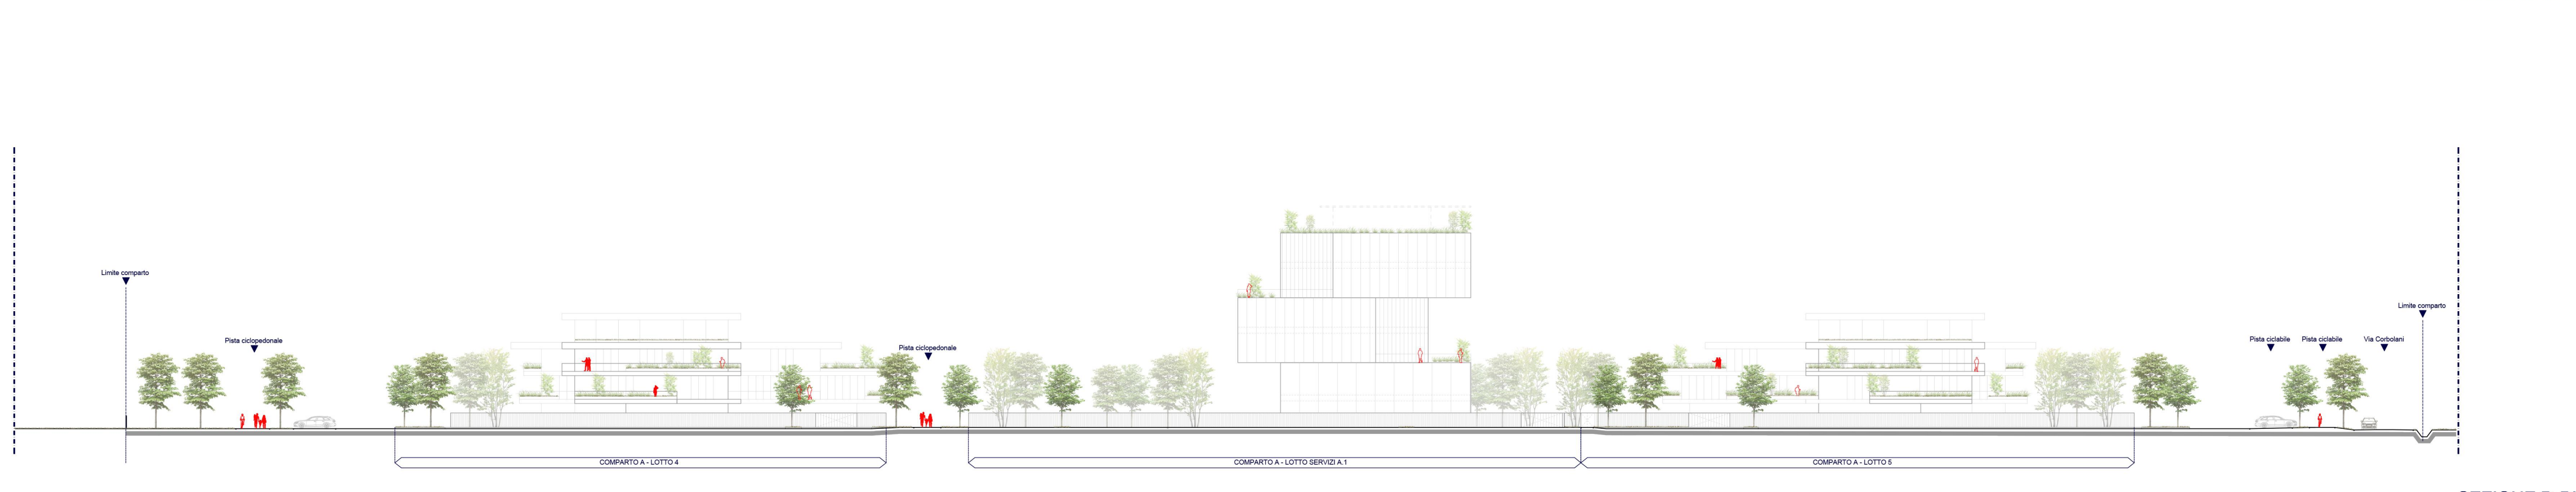 Limite comparto
Pista ciclopedonale
Pista ciclopedonale
Limite comparto
Pista ciclabile
Pista ciclabile
Via Corbolani
COMPARTO A - LOTTO 4
COMPARTO A - LOTTO SERVIZI A.1
COMPARTO A - LOTTO 5